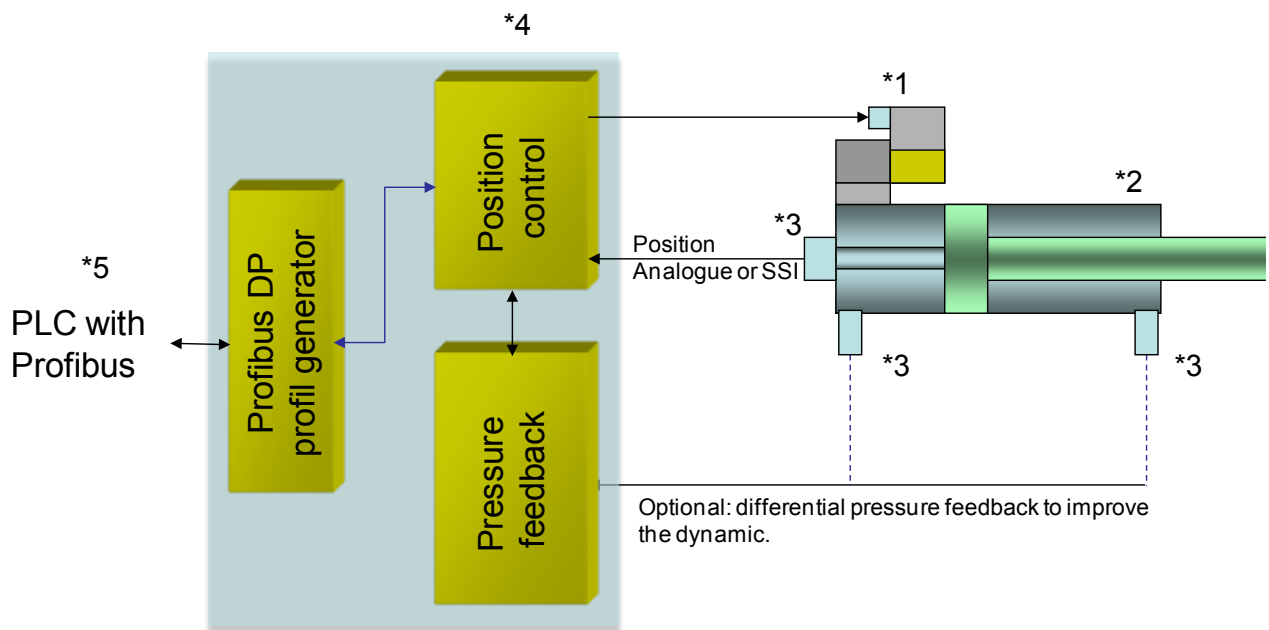 *4
*1
*2
*3
Position
control
Position
Analogue or SSI
*5
PLC with
Profibus
Profibus DP
profil generator
*3
*3
Pressure
feedback
Optional: differential pressure feedback to improve
the dynamic.